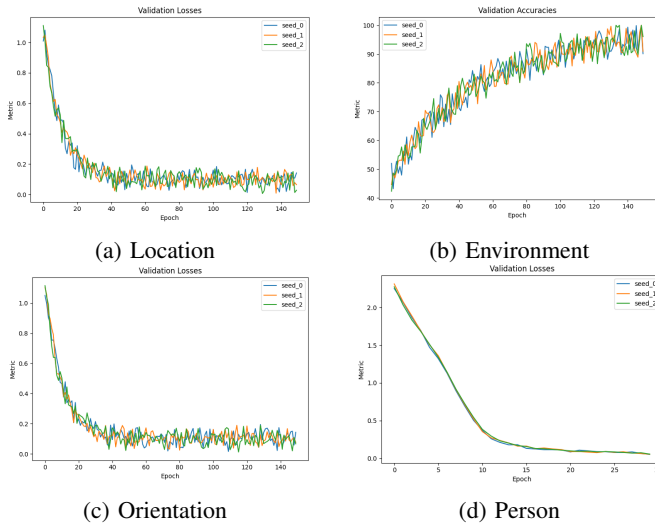 Validation Losses
seed_0
seed_1
seed_2
Metric
1.0
0.8
0.6
0.4
0.2
0.0
0 20 40 60 80 100 120 140
Epoch
(a) Location
Validation Accuracies
seed_0
seed_1
seed_2
Metric
100
90
80
70
60
50
40
0 20 40 60 80 100 120 140
Epoch
(b) Environment
Validation Losses
seed_0
seed_1
seed_2
Metric
1.0
0.8
0.6
0.4
0.2
0.0
0 20 40 60 80 100 120 140
Epoch
(c) Orientation
Validation Losses
seed_0
seed_1
seed_2
Metric
2.0
1.5
1.0
0.5
0.0
0 5 10 15 20 25
Epoch
(d) Person